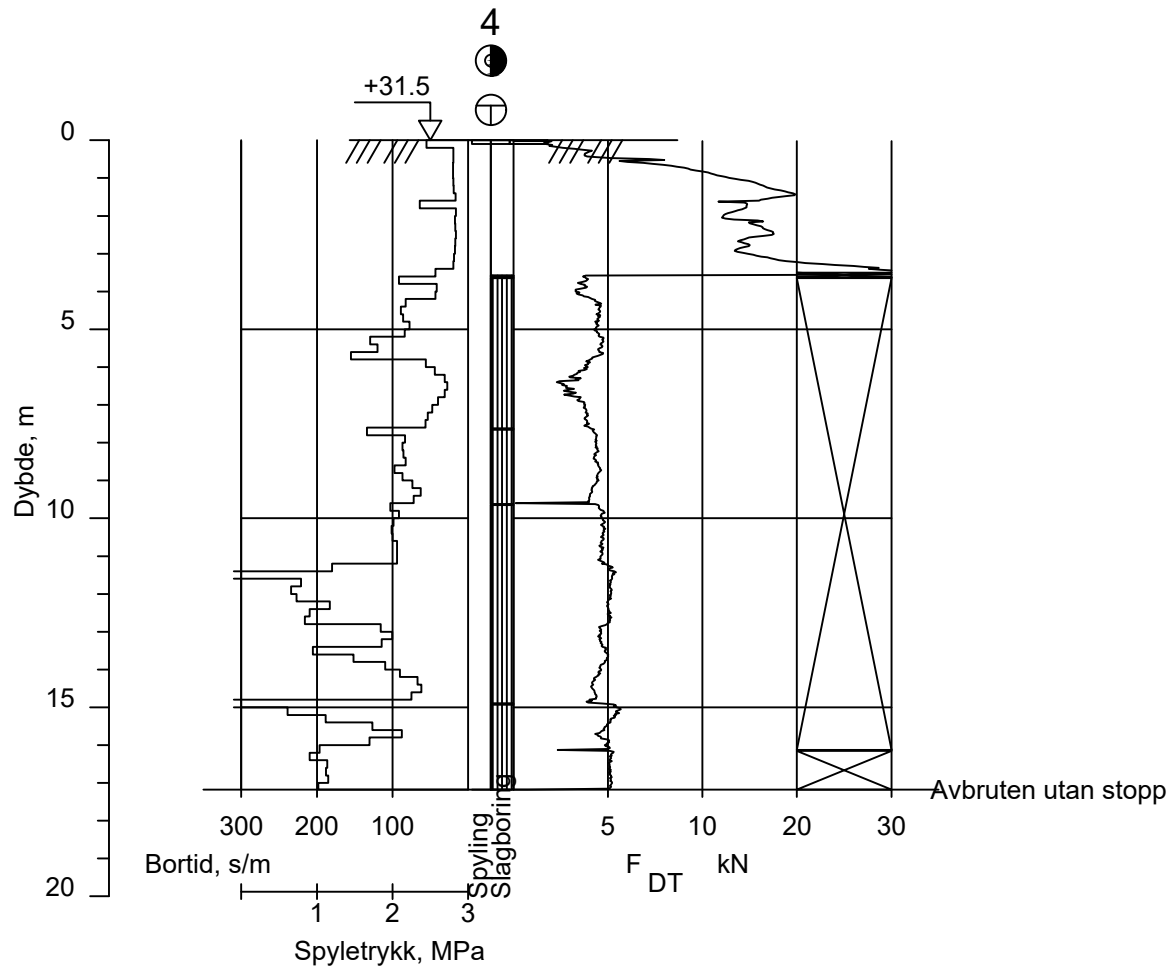 4
+31.5
0
5
10
15
20
Dybde, m
Avbruten utan stopp
300 200 100
5 10 20 30
Bortid, s/m
Spyling
Slagboring
F DT kN
1 2 3
Spyletrykk, MPa